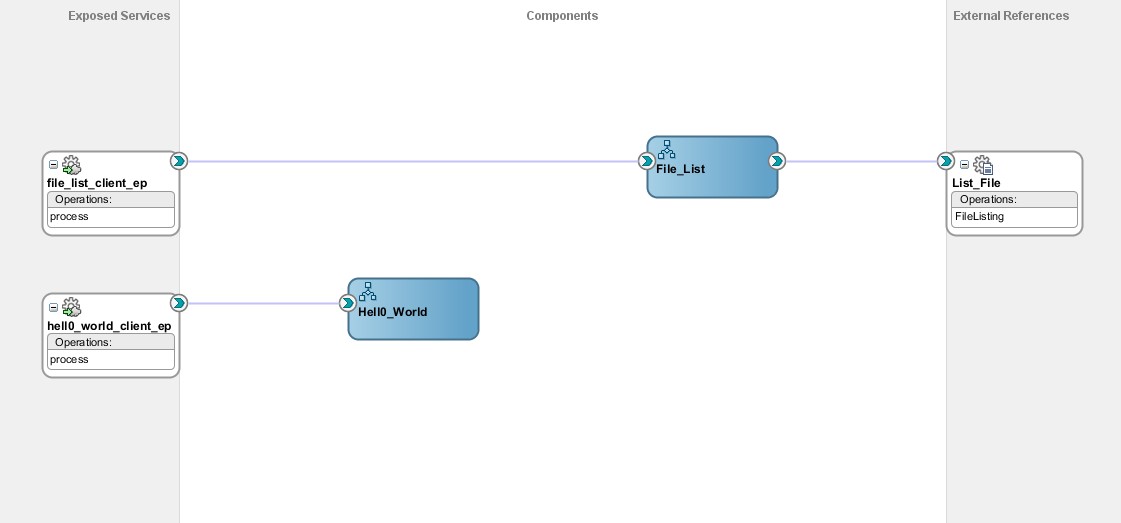 Exposed Services
Components
External References
file_list_client_ep
Operations:
process
File_List
List_File
Operations:
FileListing
hell0_world_client_ep
Operations:
process
Hell0_World